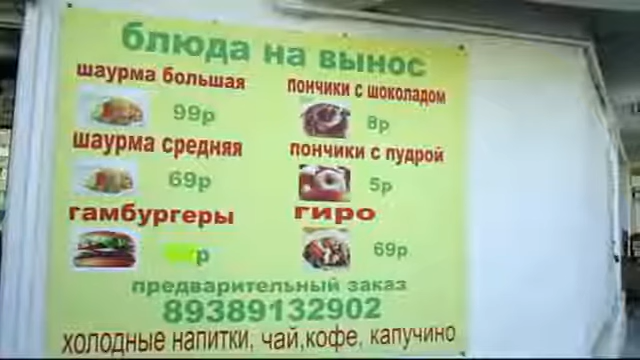 блюда на вынос
шаурма большая
99р
шаурма средняя
69р
гамбургеры
р
пончики с шоколадом
8р
пончики с пудрой
5р
гиро
69р
предварительный заказ
89389132902
холодные напитки, чай,кофе, капучино